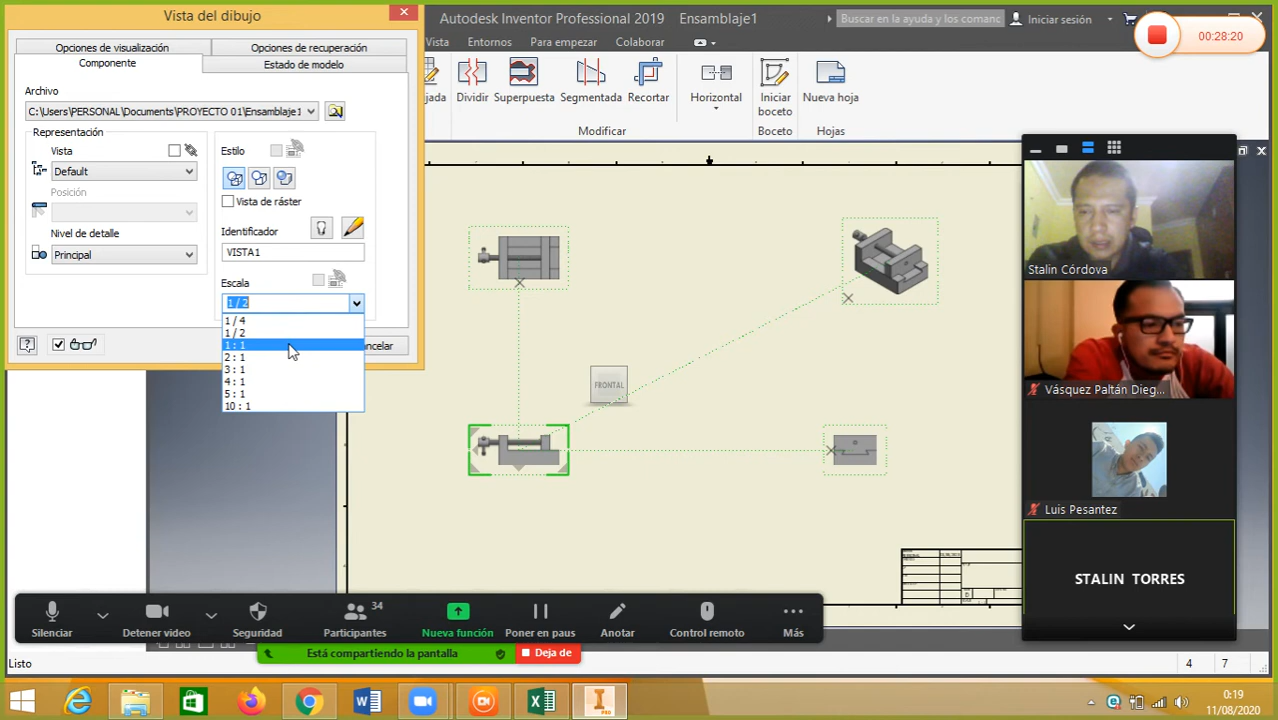 Vista del dibujo
Opciones de visualización
Opciones de recuperación
Componente
Estado de modelo
Archivo
C:\Users\PERSONAL\Documents\PROYECTO 01\Ensamblaje1
Representación
Vista
Default
Posición
Nivel de detalle
Principal
Estilo
Vista de ráster
Identificador
VISTA1
Escala
1 / 2
1 / 4
1 / 2
1 : 1
2 : 1
3 : 1
4 : 1
5 : 1
10 : 1
ancelar
Autodesk Inventor Professional 2019 Ensamblaje1
Buscar en la ayuda y los comanc
Iniciar sesión
00:28:20
Vista Entornos Para empezar Colaborar
jada
Dividir
Superpuesta
Segmentada
Recortar
Horizontal
Iniciar
boceto
Nueva hoja
Modificar
Boceto
Hojas
FRONTAL
Stalin Córdova
Vásquez Paltán Dieg...
Luis Pesantez
STALIN TORRES
Silenciar
Detener video
Seguridad
34
Participantes
Nueva función
Poner en paus
Anotar
Control remoto
Más
Está compartiendo la pantalla
Deja de
Listo
4 7
0:19
11/08/2020